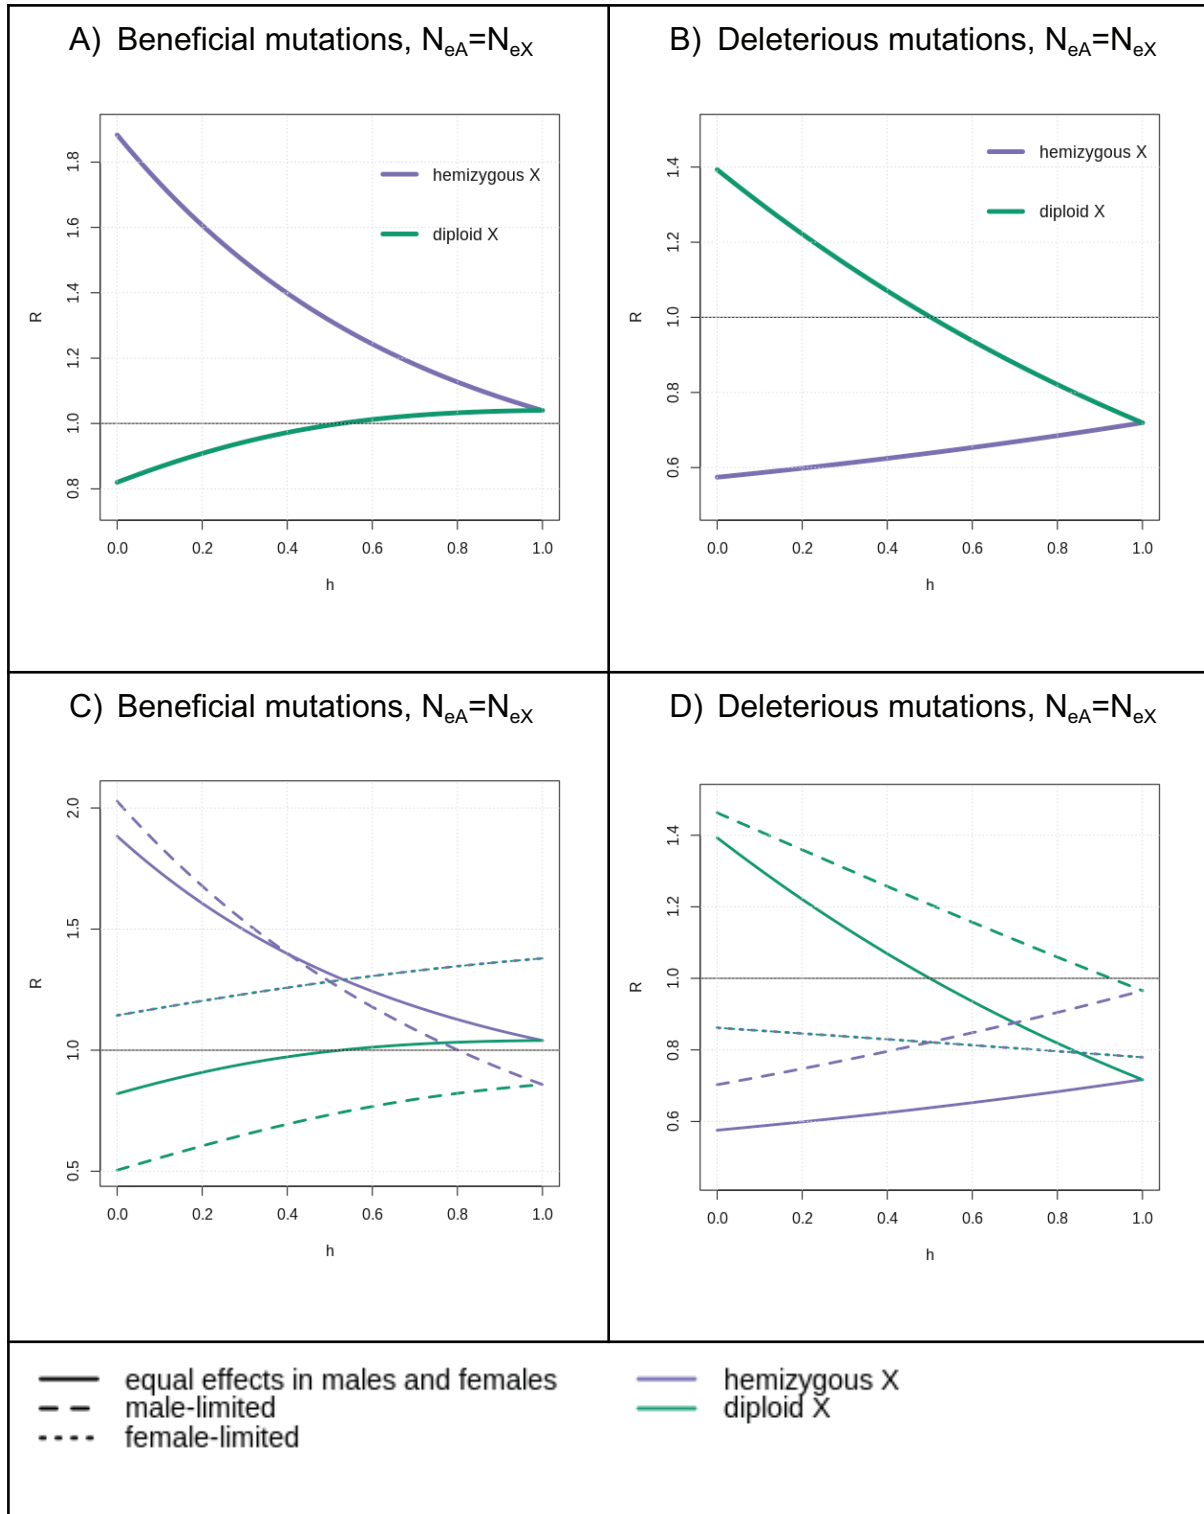 A) Beneficial mutations, NeA=NeX
R
1.8
1.6
1.4
1.2
1.0
0.8
hemizygous X
diploid X
0.0 0.2 0.4 0.6 0.8 1.0
h
B) Deleterious mutations, NeA=NeX
R
1.4
1.2
1.0
0.8
0.6
hemizygous X
diploid X
0.0 0.2 0.4 0.6 0.8 1.0
h
C) Beneficial mutations, NeA=NeX
R
2.0
1.5
1.0
0.5
0.0 0.2 0.4 0.6 0.8 1.0
h
D) Deleterious mutations, NeA=NeX
R
1.4
1.2
1.0
0.8
0.6
0.0 0.2 0.4 0.6 0.8 1.0
h
equal effects in males and females
male-limited
female-limited
hemizygous X
diploid X